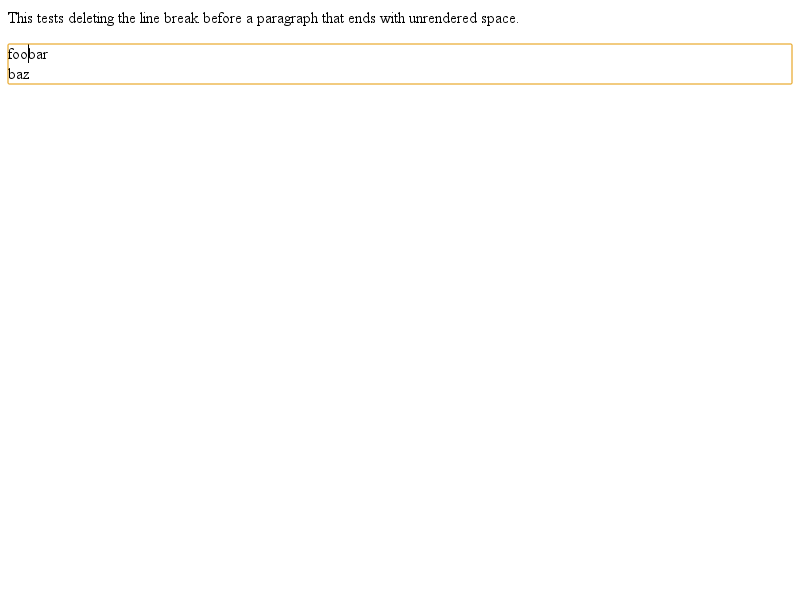 This tests deleting the line break before a paragraph that ends with unrendered space.
foobar
baz